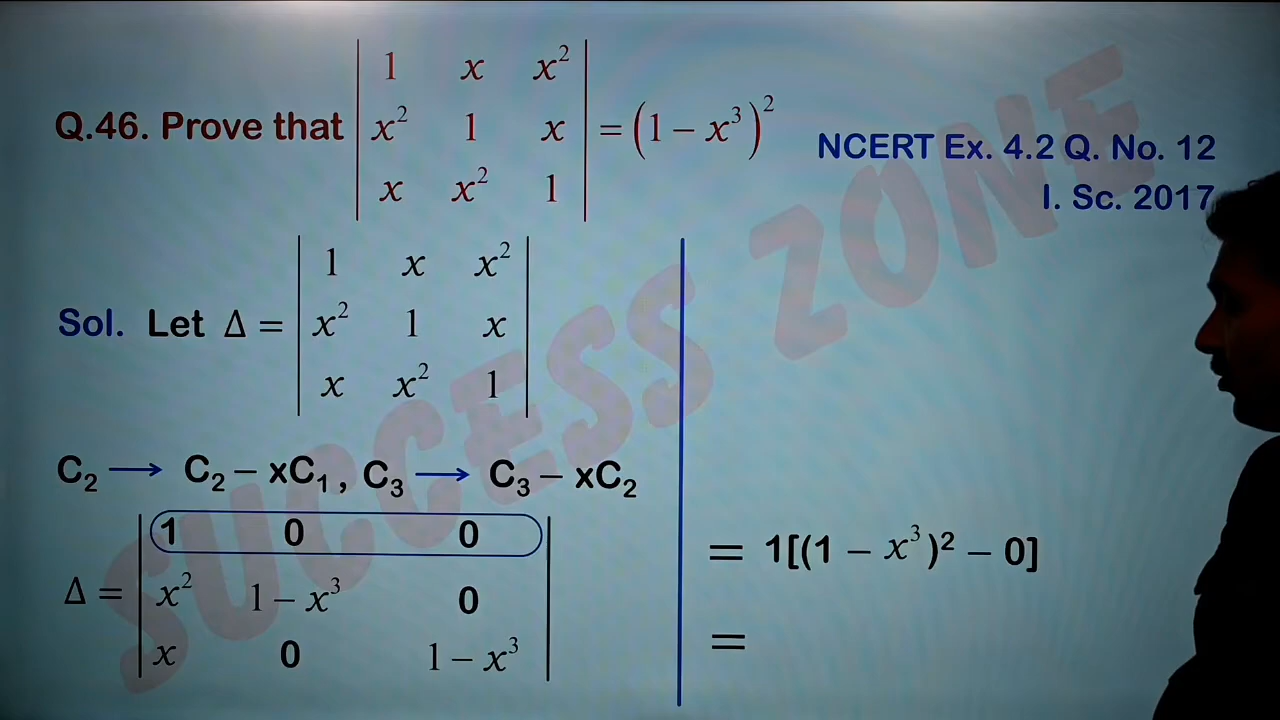 Q.46. Prove that | 1 x x² | = (1 − x³)²
| x² 1 x |
| x x² 1 |
NCERT Ex. 4.2 Q. No. 12
I. Sc. 2017
Sol. Let Δ = | 1 x x² |
| x² 1 x |
| x x² 1 |
C₂ → C₂ – xC₁, C₃ → C₃ – xC₂
Δ = | 1 0 0 |
| x² 1 − x³ 0 |
| x 0 1 − x³ |
= 1[(1 − x³)² – 0]
=
SUCCESS ZONE